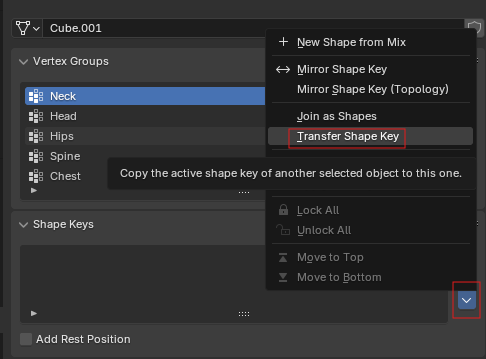 Cube.001
Vertex Groups
Neck
Head
Hips
Spine
Chest
New Shape from Mix
Mirror Shape Key
Mirror Shape Key (Topology)
Join as Shapes
Transfer Shape Key
Copy the active shape key of another selected object to this one.
Lock All
Unlock All
Move to Top
Move to Bottom
Shape Keys
Add Rest Position